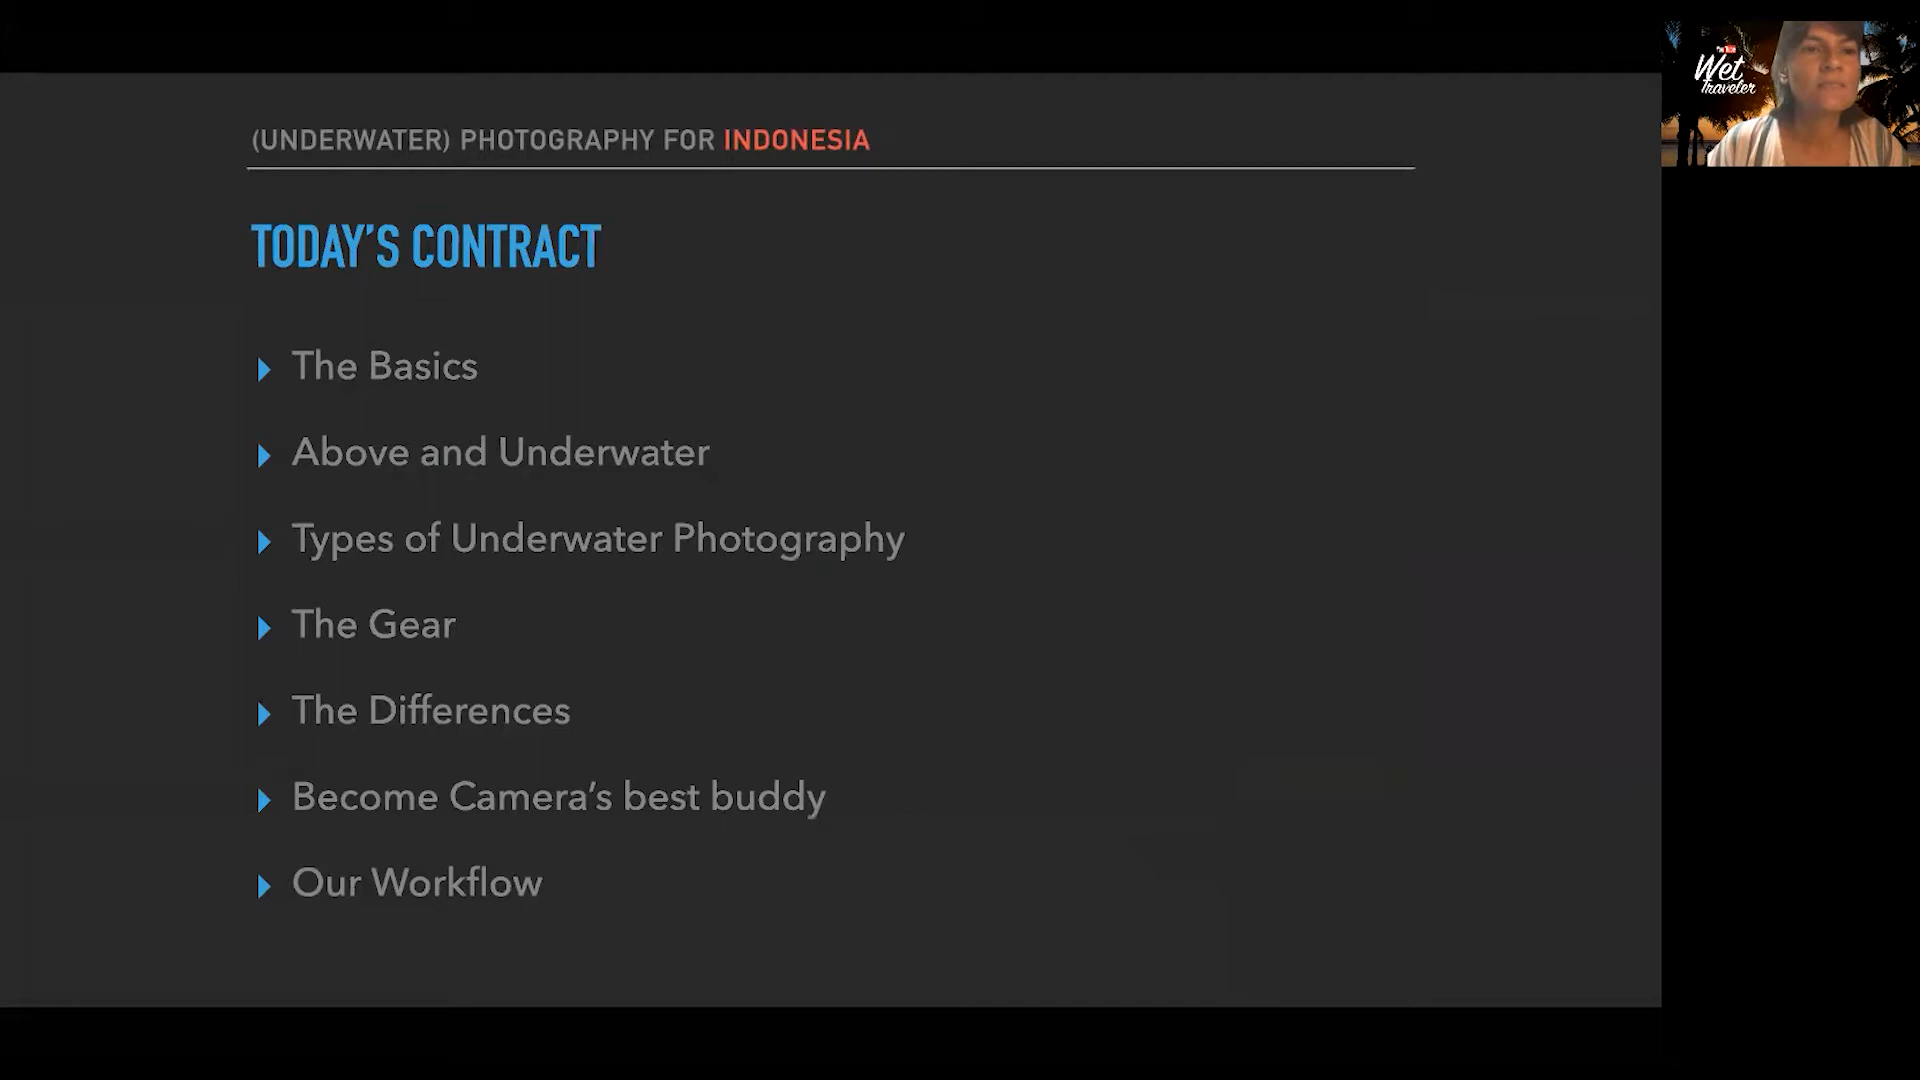 (UNDERWATER) PHOTOGRAPHY FOR INDONESIA
TODAY'S CONTRACT
The Basics
Above and Underwater
Types of Underwater Photography
The Gear
The Differences
Become Camera's best buddy
Our Workflow
YouTube
Wet
Traveler